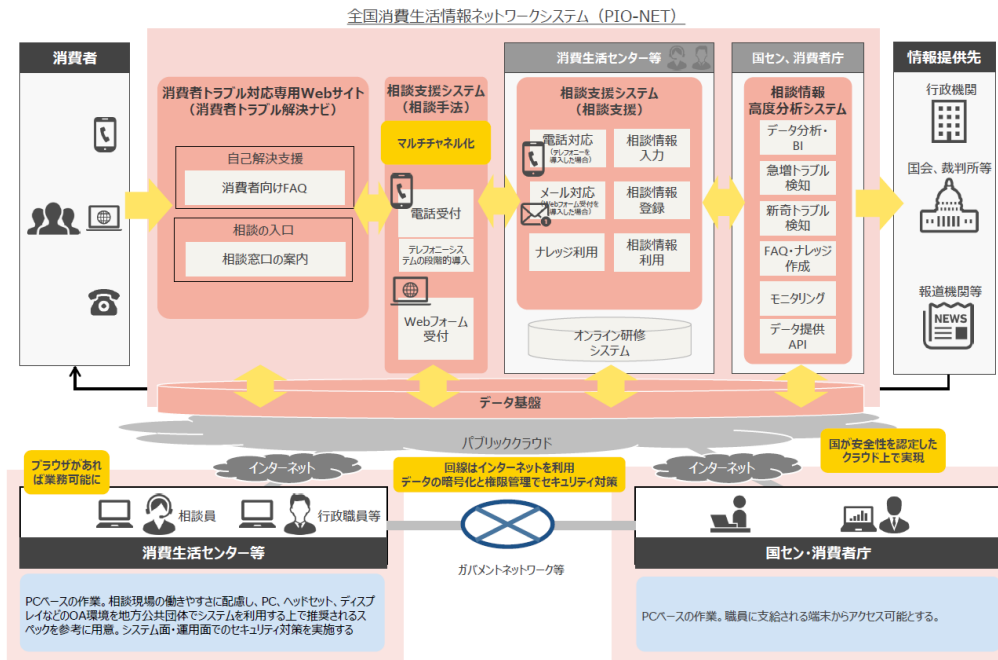 全国消費生活情報ネットワークシステム（PIO-NET）
消費者
消費者トラブル対応専用Webサイト
（消費者トラブル解決ナビ）
自己解決支援
消費者向けFAQ
相談の入口
相談窓口の案内
相談支援システム
（相談手法）
マルチチャネル化
電話受付
テレフォニーシス
テムの段階的導入
Webフォーム
受付
消費生活センター等
相談支援システム
（相談支援）
電話対応
（テレフォニーを
導入した場合）
相談情報
入力
メール対応
（Webフォーム受付を
導入した場合）
相談情報
登録
ナレッジ利用
相談情報
利用
オンライン研修
システム
国セン、消費者庁
相談情報
高度分析システム
データ分析・
BI
急増トラブル
検知
新奇トラブル
検知
FAQ・ナレッジ
作成
モニタリング
データ提供
API
情報提供先
行政機関
国会、裁判所等
報道機関等
NEWS
データ基盤
パブリッククラウド
ブラウザがあれ
ば業務可能に
インターネット
回線はインターネットを利用
データの暗号化と権限管理でセキュリティ対策
インターネット
国が安全性を認定した
クラウド上で実現
相談員
行政職員等
消費生活センター等
ガバメントネットワーク等
国セン・消費者庁
PCベースの作業。相談現場の働きやすさに配慮し、PC、ヘッドセット、ディスプ
レイなどのOA環境を地方公共団体でシステムを利用する上で推奨されるス
ペックを参考に用意。システム面・運用面でのセキュリティ対策を実施する
PCベースの作業。職員に支給される端末からアクセス可能とする。